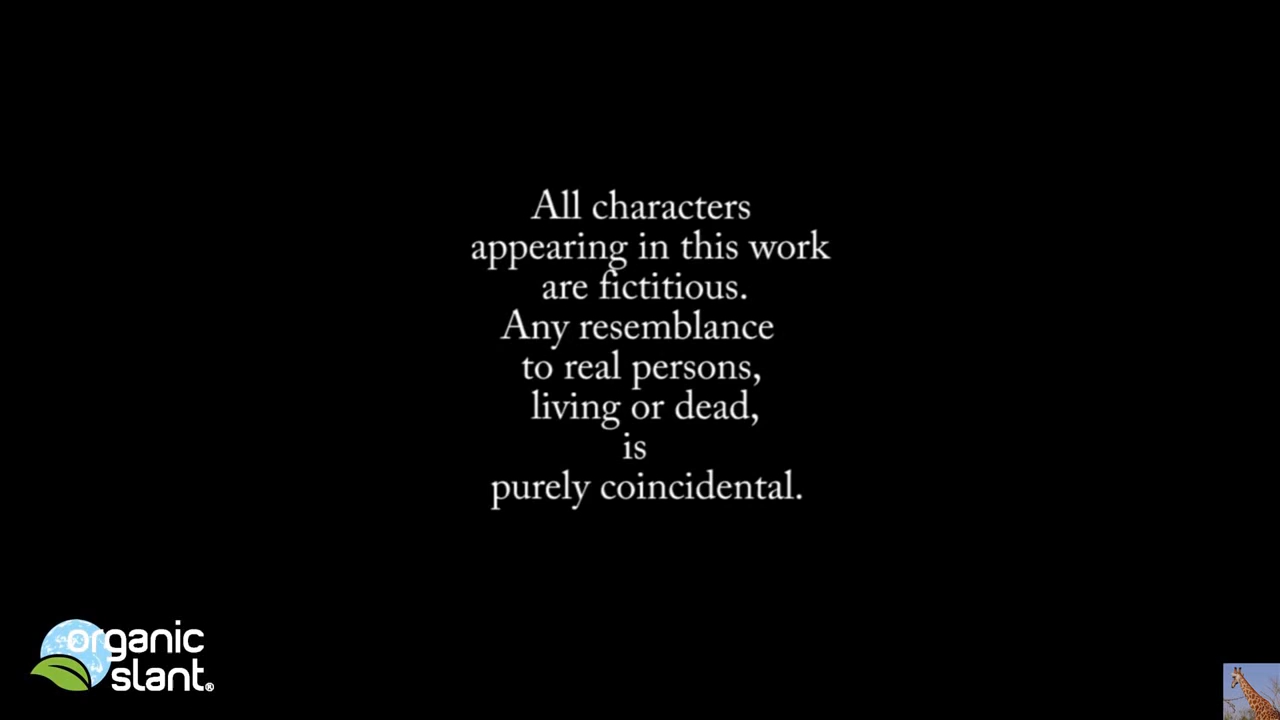 All characters
appearing in this work
are fictitious.
Any resemblance
to real persons,
living or dead,
is
purely coincidental.
organic
slant®